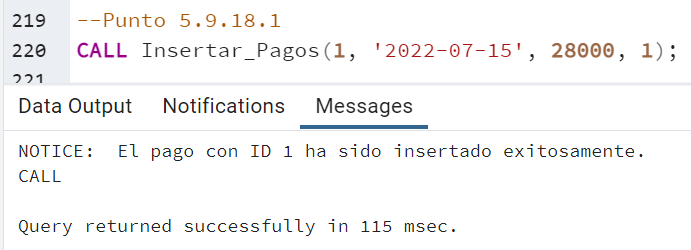 219 --Punto 5.9.18.1
220 CALL Insertar_Pagos(1, '2022-07-15', 28000, 1);
221
Data Output Notifications Messages
NOTICE:  El pago con ID 1 ha sido insertado exitosamente.
CALL
Query returned successfully in 115 msec.